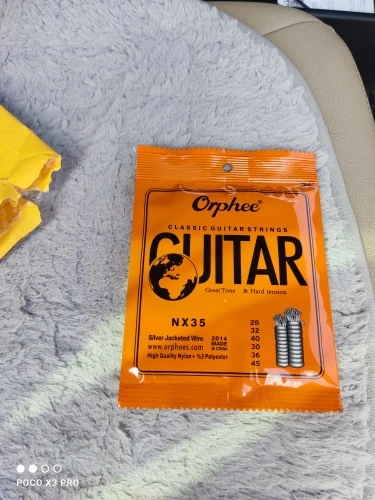 Orphee®
CLASSIC GUITAR STRINGS
GUITAR
Great Tone & Hard tension
NX35
Silver Jacketed Wire
www.orphees.com
High Quality Nylon+ %3 Polyester
2014
MADE
IN CHINA
28
32
40
30
36
45
POCO X3 PRO